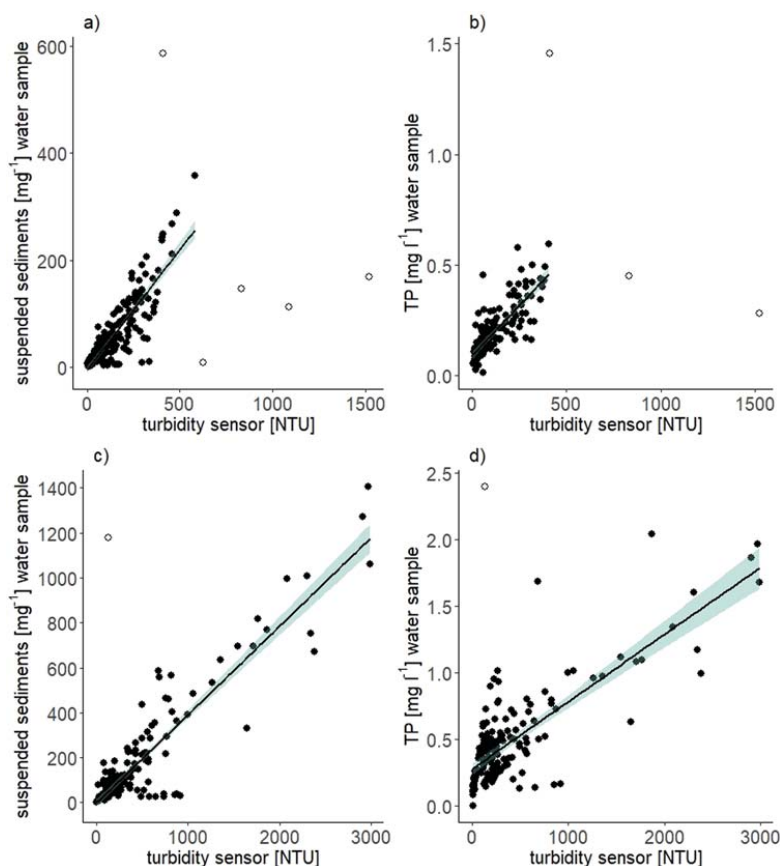 a)
suspended sediments [mg⁻¹] water sample
600
400
200
0
0 500 1000 1500
turbidity sensor [NTU]
b)
TP [mg l⁻¹] water sample
1.5
1.0
0.5
0.0
0 500 1000 1500
turbidity sensor [NTU]
c)
suspended sediments [mg⁻¹] water sample
1400
1200
1000
800
600
400
200
0
0 1000 2000 3000
turbidity sensor [NTU]
d)
TP [mg l⁻¹] water sample
2.5
2.0
1.5
1.0
0.5
0.0
0 1000 2000 3000
turbidity sensor [NTU]